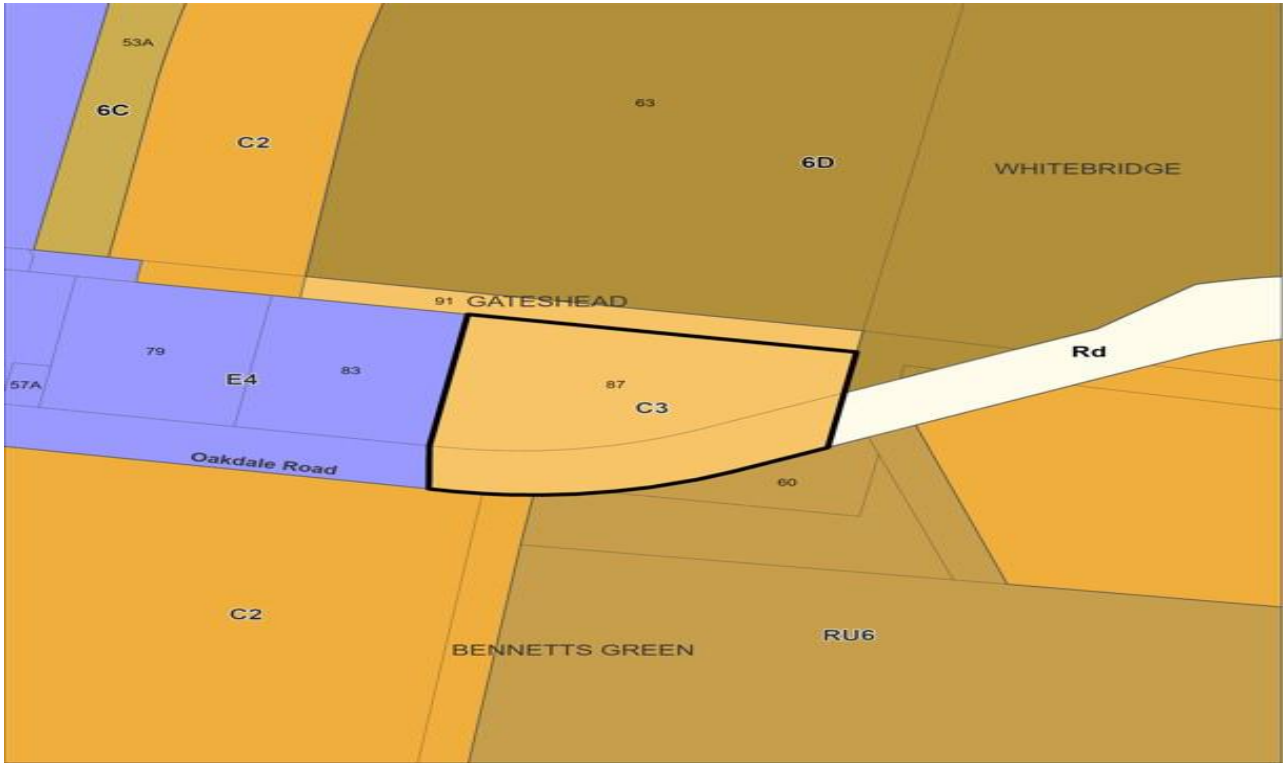 53A
63
6C
C2
6D
WHITEBRIDGE
91 GATESHEAD
79
83
E4
57A
87
C3
Rd
Oakdale Road
60
C2
RU6
BENNETTS GREEN